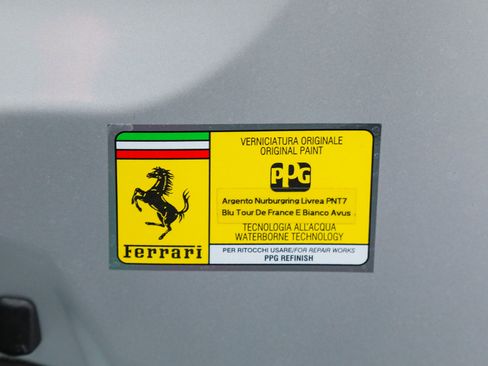 VERNICIATURA ORIGINALE
ORIGINAL PAINT
PPG
Argento Nurburgring Livrea PNT7
Blu Tour De France E Bianco Avus
TECNOLOGIA ALL'ACQUA
WATERBORNE TECHNOLOGY
PER RITOCCHI USARE/FOR REPAIR WORKS
PPG REFINISH
Ferrari